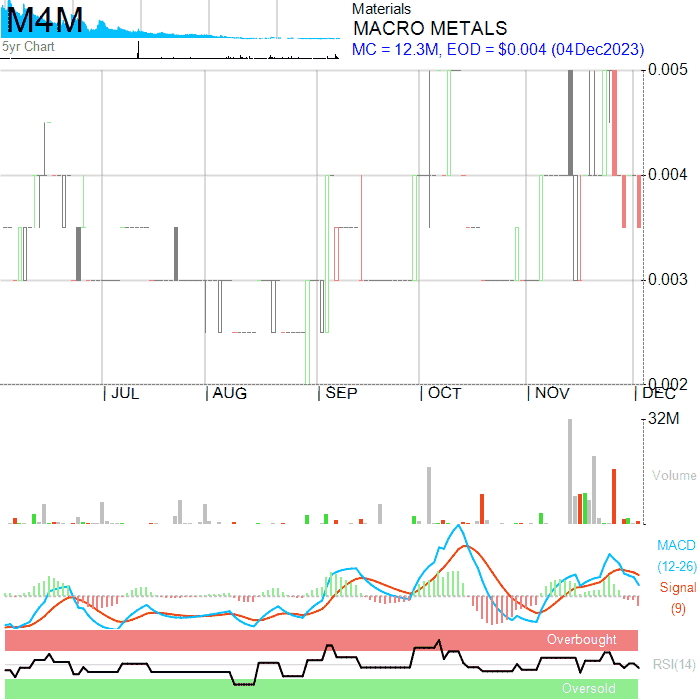 M4M
5yr Chart
Materials
MACRO METALS
MC = 12.3M, EOD = $0.004 (04Dec2023)
0.005
0.004
0.003
0.002
JUL
AUG
SEP
OCT
NOV
DEC
32M
Volume
MACD
(12-26)
Signal
(9)
Overbought
RSI(14)
Oversold